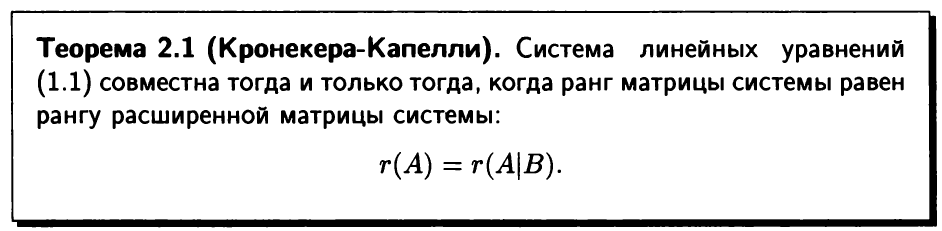 Теорема 2.1 (Кронекера-Капелли). Система линейных уравнений
(1.1) совместна тогда и только тогда, когда ранг матрицы системы равен
рангу расширенной матрицы системы:
r(A) = r(A|B).